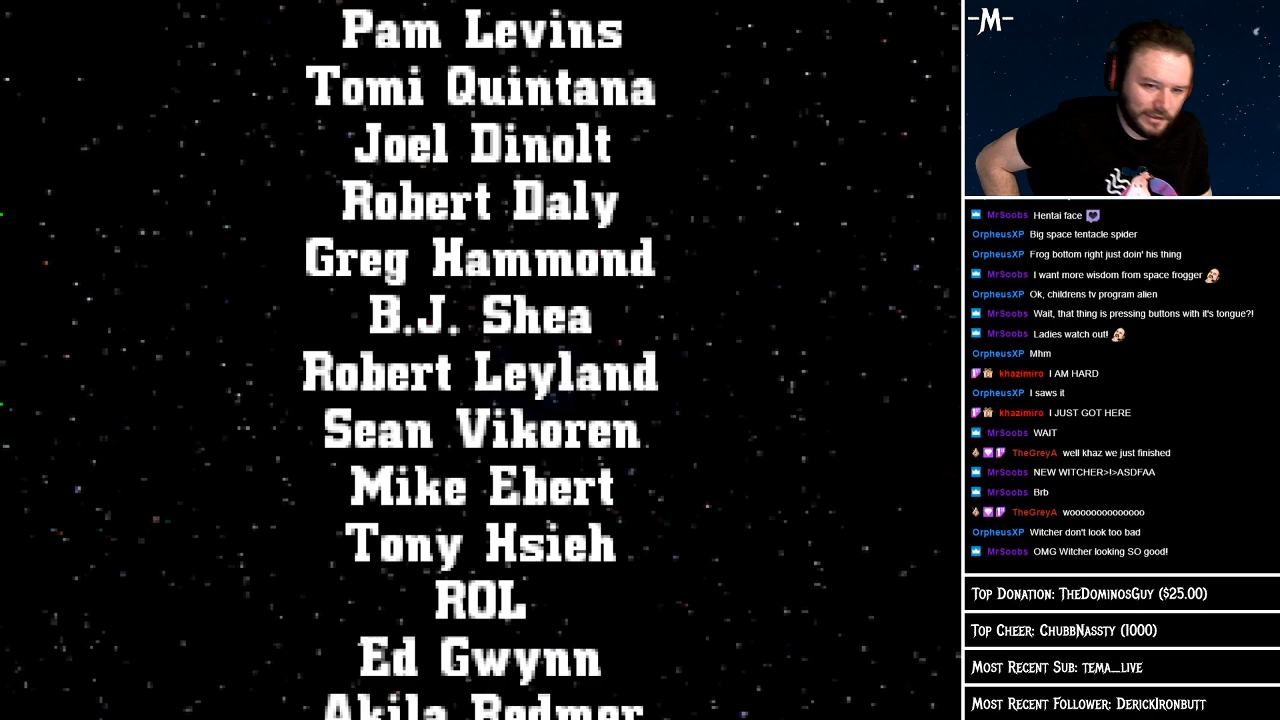 Pam Levins
Tomi Quintana
Joel Dinolt
Robert Daly
Greg Hammond
B.J. Shea
Robert Leyland
Sean Vikoren
Mike Ebert
Tony Hsieh
ROL
Ed Gwynn
Akila Redmer
-M-
MrSoobs Hentai face
OrpheusXP Big space tentacle spider
OrpheusXP Frog bottom right just doin' his thing
MrSoobs I want more wisdom from space frogger
OrpheusXP Ok, childrens tv program alien
MrSoobs Wait, that thing is pressing buttons with it's tongue?!
MrSoobs Ladies watch out!
OrpheusXP Mhm
khazimiro I AM HARD
OrpheusXP I saws it
khazimiro I JUST GOT HERE
MrSoobs WAIT
TheGreyA well khaz we just finished
MrSoobs NEW WITCHER>!>ASDFAA
MrSoobs Brb
TheGreyA woooooooooooooo
OrpheusXP Witcher don't look too bad
MrSoobs OMG Witcher looking SO good!
Top Donation: TheDominosGuy ($25.00)
Top Cheer: ChubbNassty (1000)
Most Recent Sub: tema_live
Most Recent Follower: DerickIronbutt